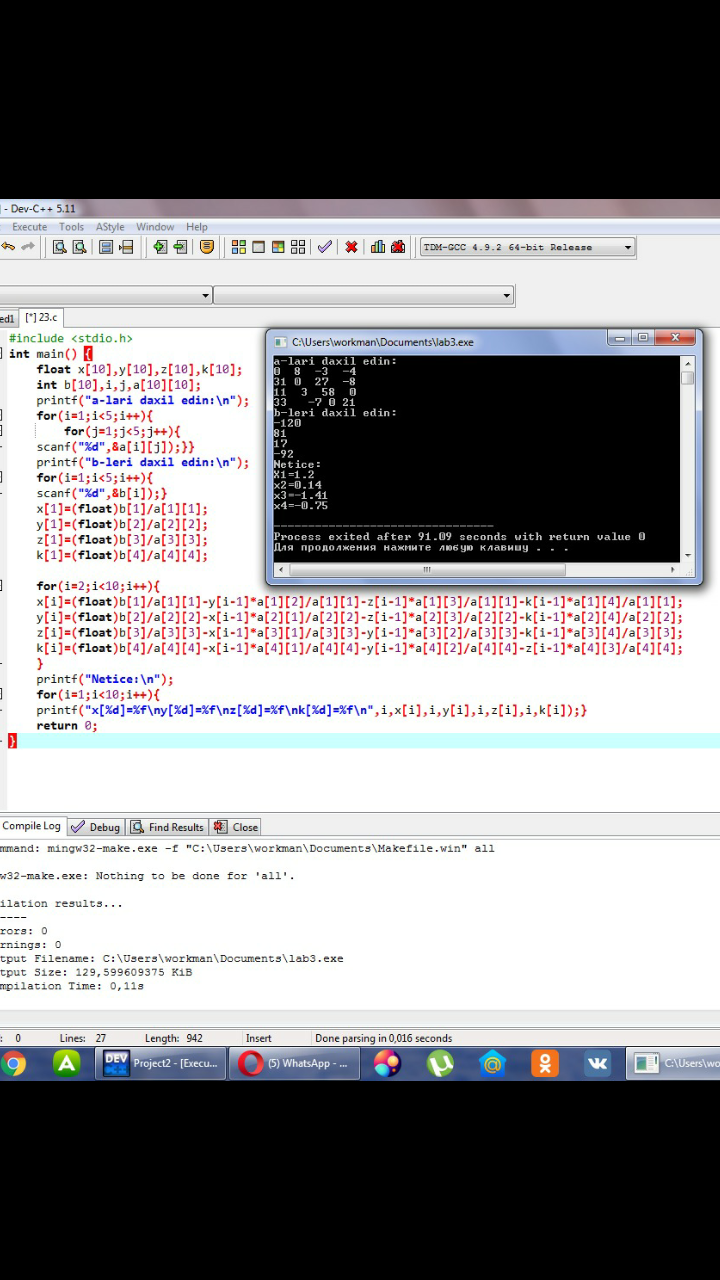 - Dev-C++ 5.11
Execute Tools AStyle Window Help
TDM-GCC 4.9.2 64-bit Release
[*] 23.c
#include <stdio.h>
int main() {
float x[10],y[10],z[10],k[10];
int b[10],i,j,a[10][10];
printf("a-lari daxil edin:\n");
for(i=1;i<5;i++){
for(j=1;j<5;j++){
scanf("%d",&a[i][j]);}}
printf("b-leri daxil edin:\n");
for(i=1;i<5;i++){
scanf("%d",&b[i]);}
x[1]=(float)b[1]/a[1][1];
y[1]=(float)b[2]/a[2][2];
z[1]=(float)b[3]/a[3][3];
k[1]=(float)b[4]/a[4][4];
for(i=2;i<10;i++){
x[i]=(float)b[1]/a[1][1]-y[i-1]*a[1][2]/a[1][1]-z[i-1]*a[1][3]/a[1][1]-k[i-1]*a[1][4]/a[1][1];
y[i]=(float)b[2]/a[2][2]-x[i-1]*a[2][1]/a[2][2]-z[i-1]*a[2][3]/a[2][2]-k[i-1]*a[2][4]/a[2][2];
z[i]=(float)b[3]/a[3][3]-x[i-1]*a[3][1]/a[3][3]-y[i-1]*a[3][2]/a[3][3]-k[i-1]*a[3][4]/a[3][3];
k[i]=(float)b[4]/a[4][4]-x[i-1]*a[4][1]/a[4][4]-y[i-1]*a[4][2]/a[4][4]-z[i-1]*a[4][3]/a[4][4];
}
printf("Netice:\n");
for(i=1;i<10;i++){
printf("x[%d]=%f\ny[%d]=%f\nz[%d]=%f\nk[%d]=%f\n",i,x[i],i,y[i],i,z[i],i,k[i]);}
return 0;
}
C:\Users\workman\Documents\lab3.exe
a-lari daxil edin:
0 8 -3 -4
31 0 27 -8
11 3 58 0
33 -7 0 21
b-leri daxil edin:
-120
81
17
-92
Netice:
X1=1.2
x2=0.14
x3=-1.41
x4=-0.75
--------------------------------
Process exited after 91.09 seconds with return value 0
Для продолжения нажмите любую клавишу . . .
Compile Log Debug Find Results Close
mmand: mingw32-make.exe -f "C:\Users\workman\Documents\Makefile.win" all
w32-make.exe: Nothing to be done for 'all'.
ilation results...
----
rors: 0
rnings: 0
tput Filename: C:\Users\workman\Documents\lab3.exe
tput Size: 129,599609375 KiB
mpilation Time: 0,11s
: 0 Lines: 27 Length: 942 Insert Done parsing in 0,016 seconds
DEV Project2 - [Execu... (5) WhatsApp - ... C:\Users\wo